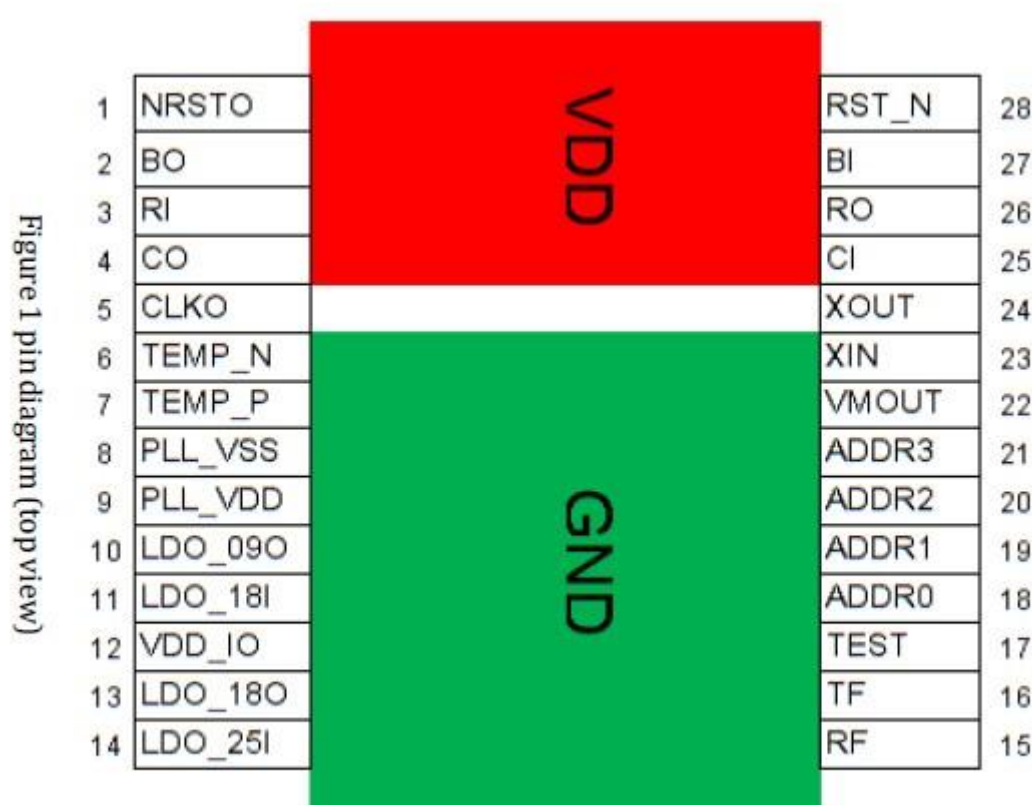 Figure 1 pin diagram (top view)
VDD
GND
1 NRSTO
2 BO
3 RI
4 CO
5 CLKO
6 TEMP_N
7 TEMP_P
8 PLL_VSS
9 PLL_VDD
10 LDO_09O
11 LDO_18I
12 VDD_IO
13 LDO_18O
14 LDO_25I
RST_N 28
BI 27
RO 26
CI 25
XOUT 24
XIN 23
VMOUT 22
ADDR3 21
ADDR2 20
ADDR1 19
ADDR0 18
TEST 17
TF 16
RF 15